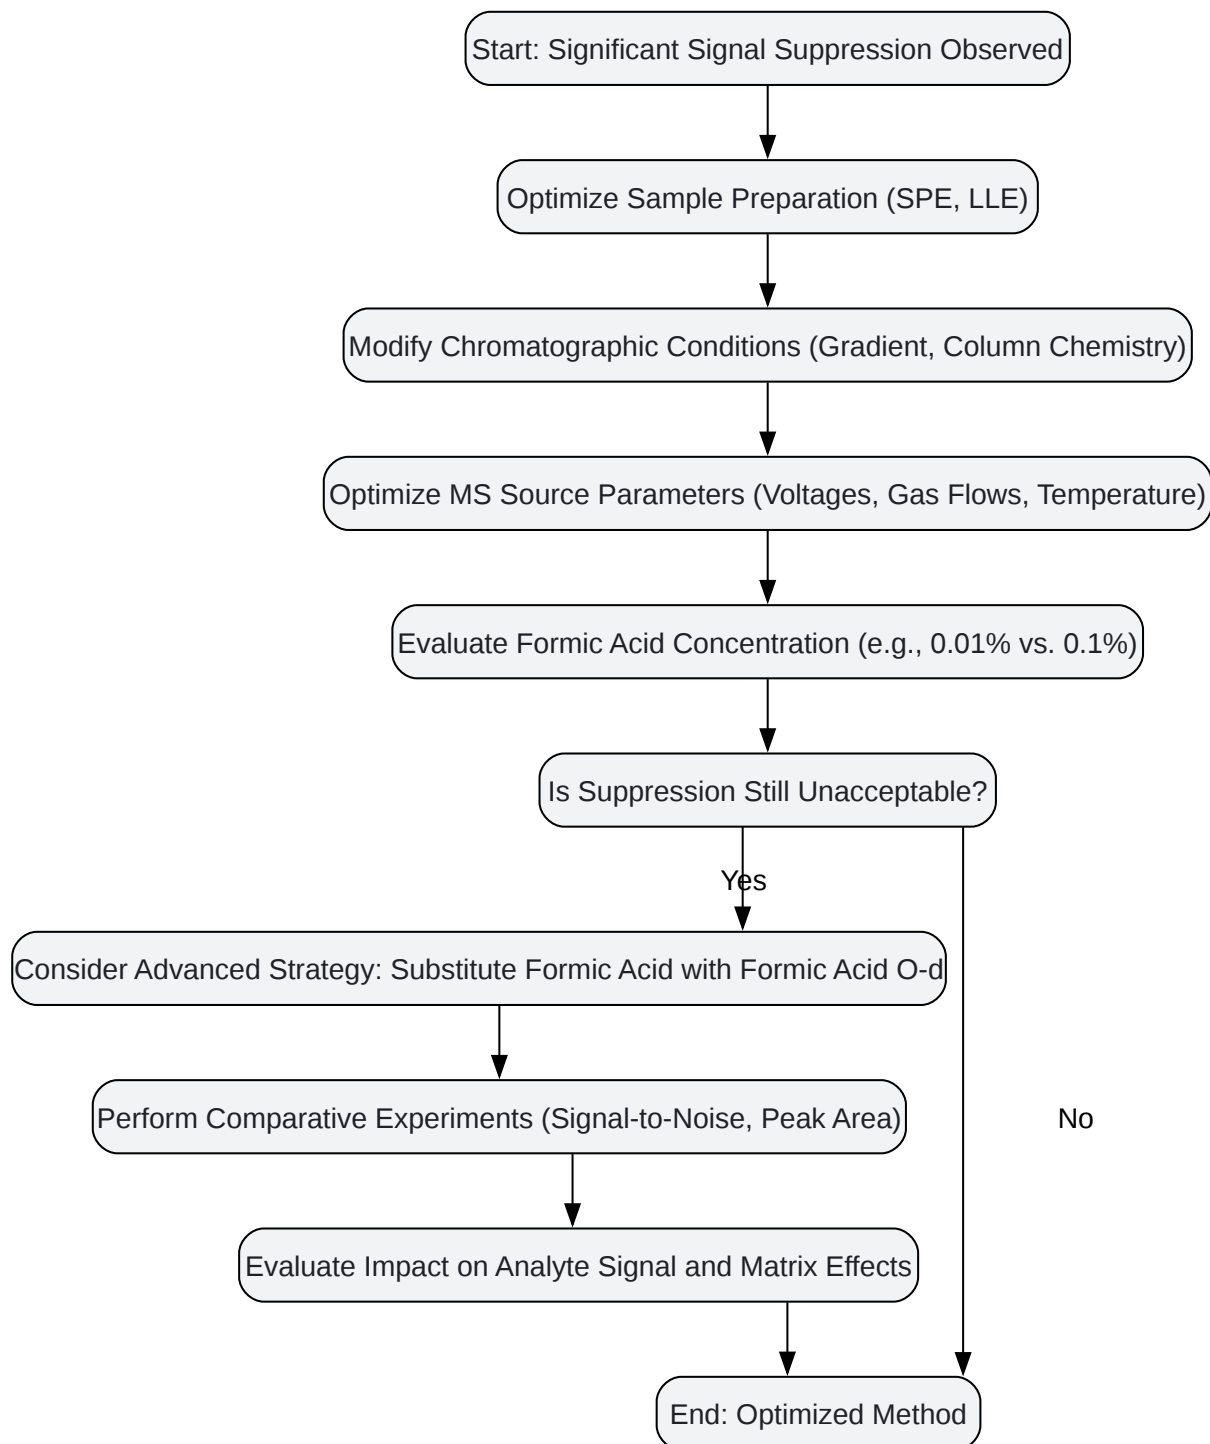 Start: Significant Signal Suppression Observed
Optimize Sample Preparation (SPE, LLE)
Modify Chromatographic Conditions (Gradient, Column Chemistry)
Optimize MS Source Parameters (Voltages, Gas Flows, Temperature)
Evaluate Formic Acid Concentration (e.g., 0.01% vs. 0.1%)
Is Suppression Still Unacceptable?
Yes
Consider Advanced Strategy: Substitute Formic Acid with Formic Acid O-d
Perform Comparative Experiments (Signal-to-Noise, Peak Area)
No
Evaluate Impact on Analyte Signal and Matrix Effects
End: Optimized Method